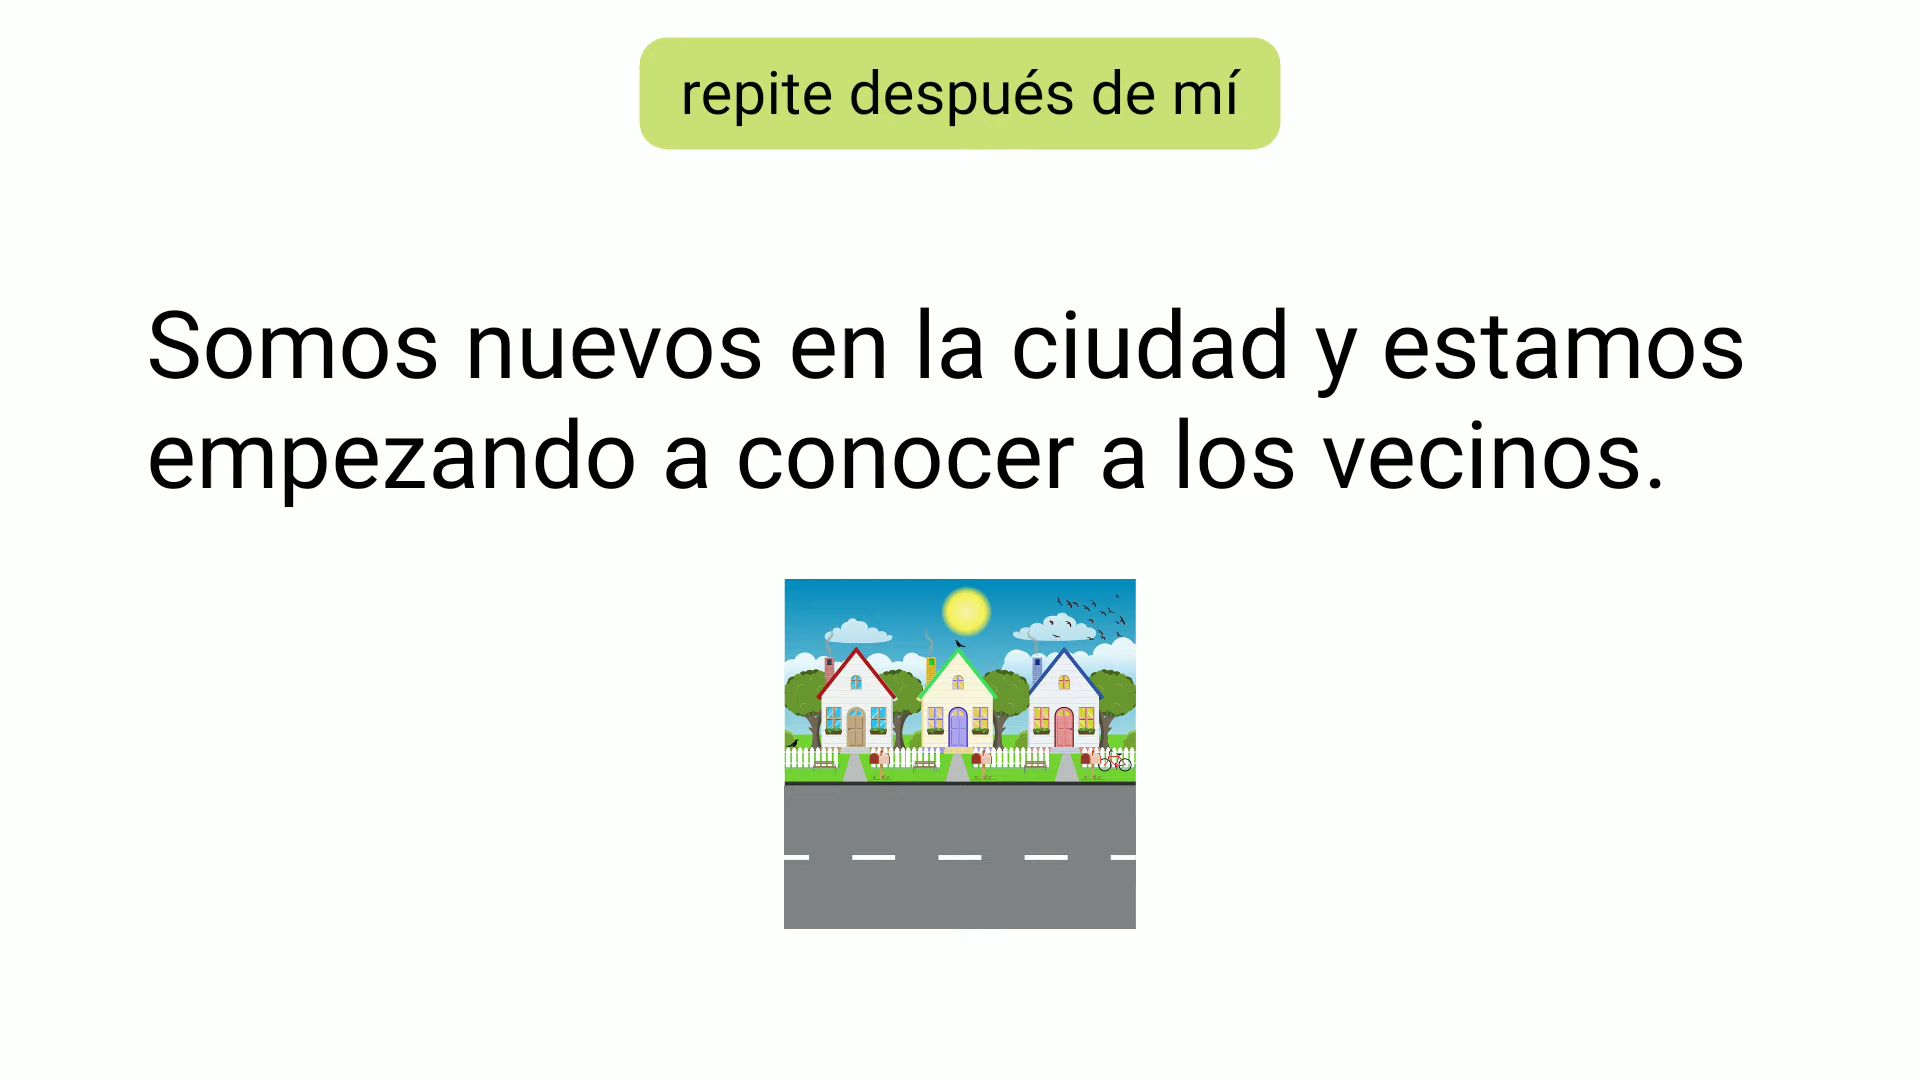 repite después de mí
Somos nuevos en la ciudad y estamos
empezando a conocer a los vecinos.